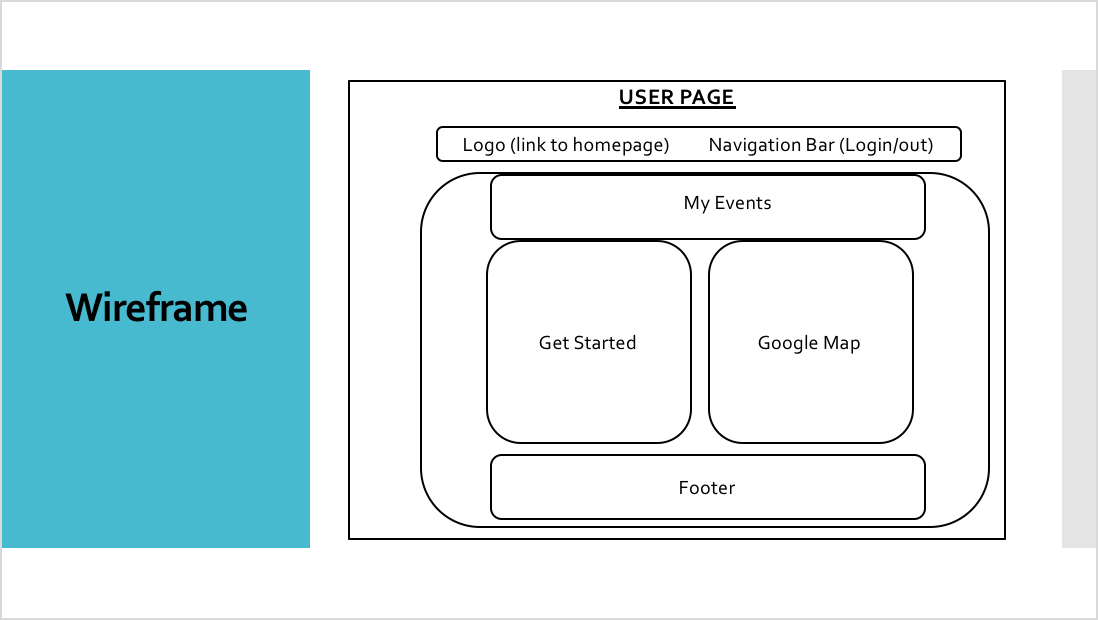 Wireframe
USER PAGE
Logo (link to homepage) Navigation Bar (Login/out)
My Events
Get Started
Google Map
Footer